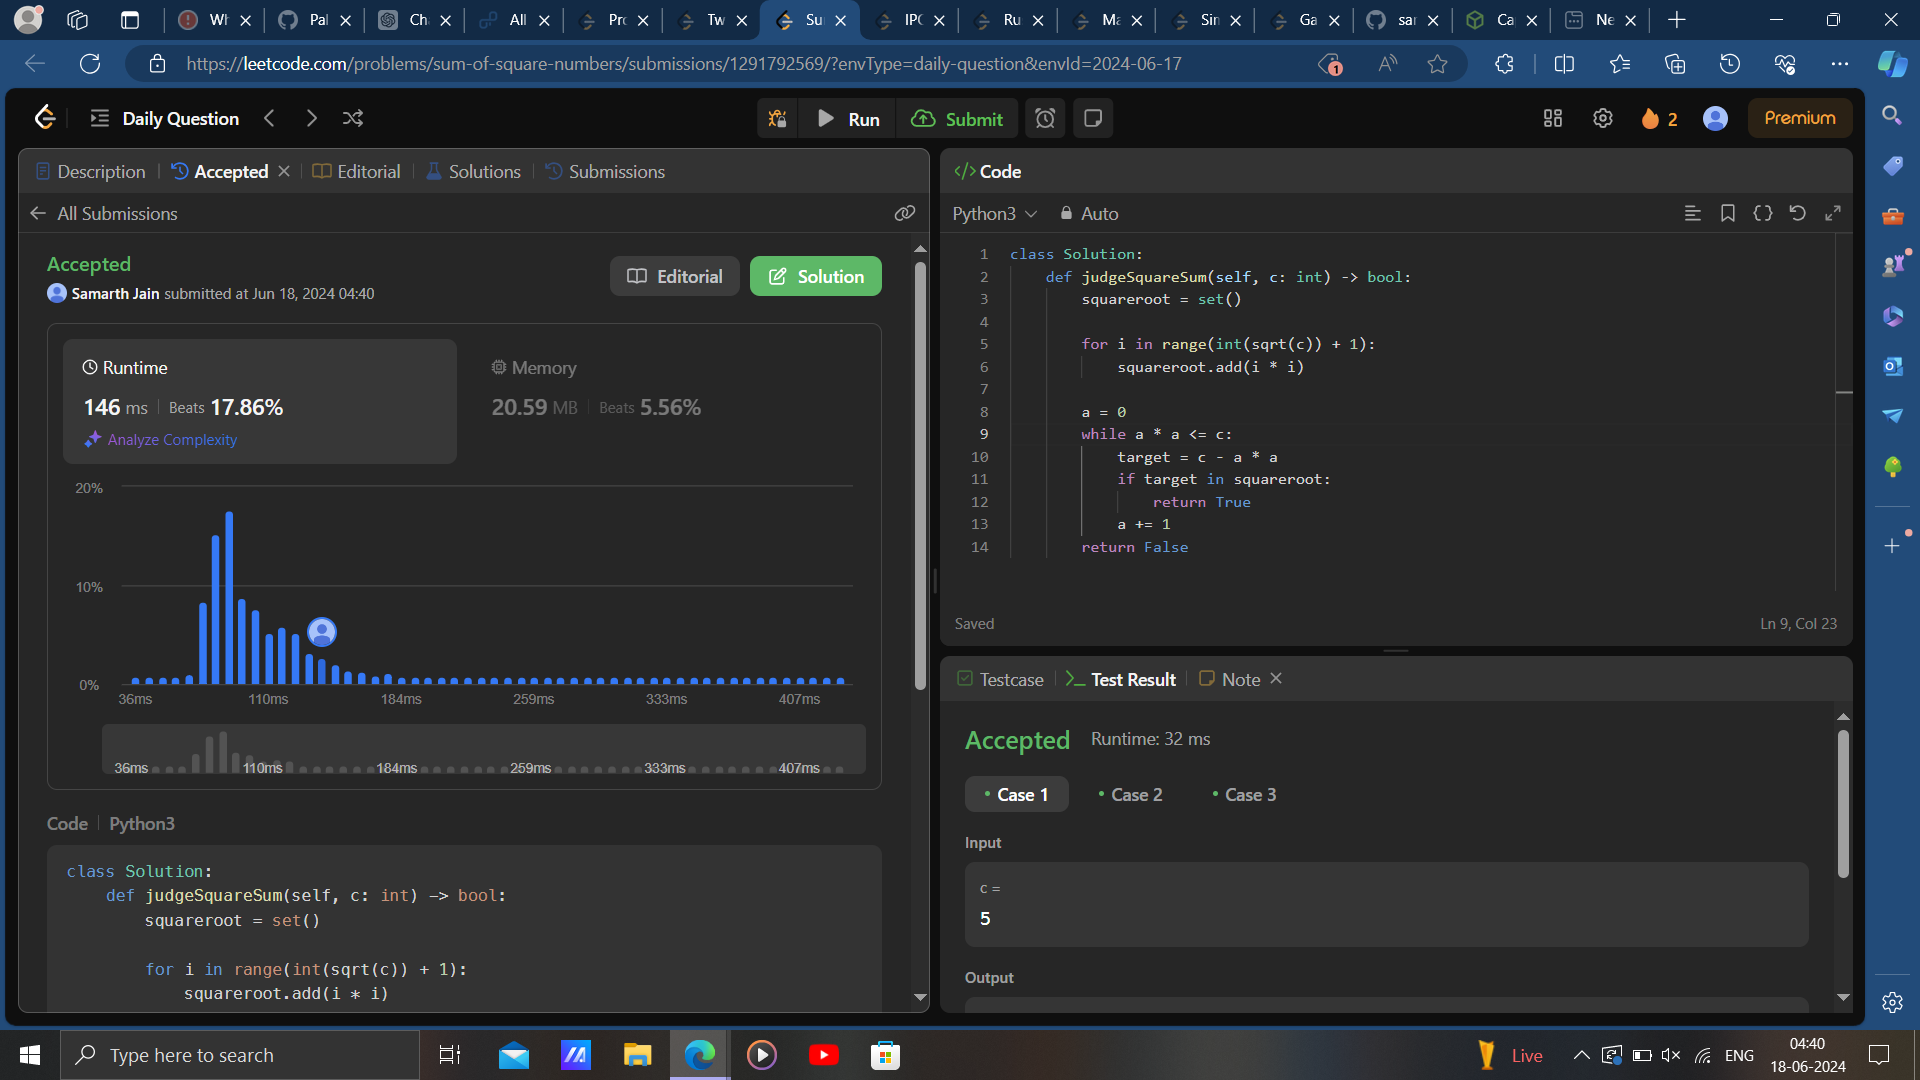 Wh
Pal
Ch
All
Pro
Tw
Su
IPC
Ru
Ma
Sin
Ga
sar
Ca
Ne
https://leetcode.com/problems/sum-of-square-numbers/submissions/1291792569/?envType=daily-question&envId=2024-06-17
1
Daily Question
Run
Submit
2
Premium
Description
Accepted
Editorial
Solutions
Submissions
All Submissions
Accepted
Samarth Jain submitted at Jun 18, 2024 04:40
Editorial
Solution
Runtime
146 ms
Beats 17.86%
Analyze Complexity
Memory
20.59 MB
Beats 5.56%
20%
10%
0%
36ms 110ms 184ms 259ms 333ms 407ms
36ms 110ms 184ms 259ms 333ms 407ms
Code
Python3
class Solution:
def judgeSquareSum(self, c: int) -> bool:
squareroot = set()
for i in range(int(sqrt(c)) + 1):
squareroot.add(i * i)
</> Code
Python3
Auto
1 class Solution:
2 def judgeSquareSum(self, c: int) -> bool:
3 squareroot = set()
4
5 for i in range(int(sqrt(c)) + 1):
6 squareroot.add(i * i)
7
8 a = 0
9 while a * a <= c:
10 target = c - a * a
11 if target in squareroot:
12 return True
13 a += 1
14 return False
Saved
Ln 9, Col 23
Testcase
Test Result
Note
Accepted
Runtime: 32 ms
Case 1
Case 2
Case 3
Input
c =
5
Output
Type here to search
Live
ENG
04:40
18-06-2024